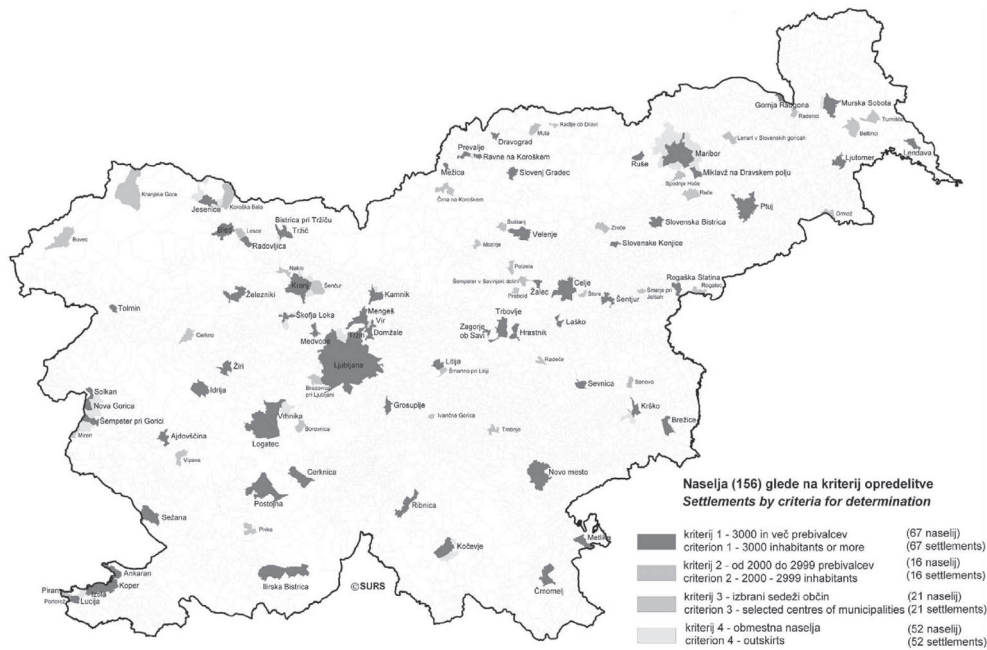 Gornja Radgona
Murska Sobota
Radenci
Turnišče
Beltinci
Radlje ob Dravi
Muta
Dravograd
Lenart v Slovenskih goricah
Lendava
Prevalje
Ravne na Koroškem
Ruše
Maribor
Ljutomer
Mežica
Slovenj Gradec
Miklavž na Dravskem polju
Spodnje Hoče
Kranjska Gora
Črna na Koroškem
Rače
Jesenice
Koroška Bela
Ptuj
Ormož
Bistrica pri Tržiču
Tržič
Šoštanj
Velenje
Zreče
Slovenska Bistrica
Bled
Lesce
Bovec
Radovljica
Mozirje
Slovenske Konjice
Naklo
Polzela
Kranj
Šenčur
Šempeter v Savinjski dolini
Žalec
Celje
Rogaška Slatina
Rogatec
Železniki
Kamnik
Prebold
Štore
Šentjur
Šmarje pri
Jelšah
Tolmin
Škofja Loka
Mengeš
Vir
Trbovlje
Laško
Cerkno
Medvode
Trzin
Domžale
Zagorje
ob Savi
Hrastnik
Žiri
Ljubljana
Litija
Šmartno pri Litiji
Radeče
Solkan
Idrija
Brezovica
pri Ljubljani
Sevnica
Senovo
Nova Gorica
Grosuplje
Krško
Šempeter pri Gorici
Vrhnika
Ivančna Gorica
Brežice
Miren
Ajdovščina
Borovnica
Trebnje
Logatec
Vipava
Cerknica
Novo mesto
Postojna
Ribnica
Sežana
Pivka
Metlika
Kočevje
Ankaran
Piran
Koper
Izola
Portorož
Lucija
Ilirska Bistrica
©SURS
Črnomelj
Naselja (156) glede na kriterij opredelitve
Settlements by criteria for determination
kriterij 1 - 3000 in več prebivalcev (67 naselij)
criterion 1 - 3000 inhabitants or more (67 settlements)
kriterij 2 - od 2000 do 2999 prebivalcev (16 naselij)
criterion 2 - 2000 - 2999 inhabitants (16 settlements)
kriterij 3 - izbrani sedeži občin (21 naselij)
criterion 3 - selected centres of municipalities (21 settlements)
kriterij 4 - obmestna naselja (52 naselij)
criterion 4 - outskirts (52 settlements)